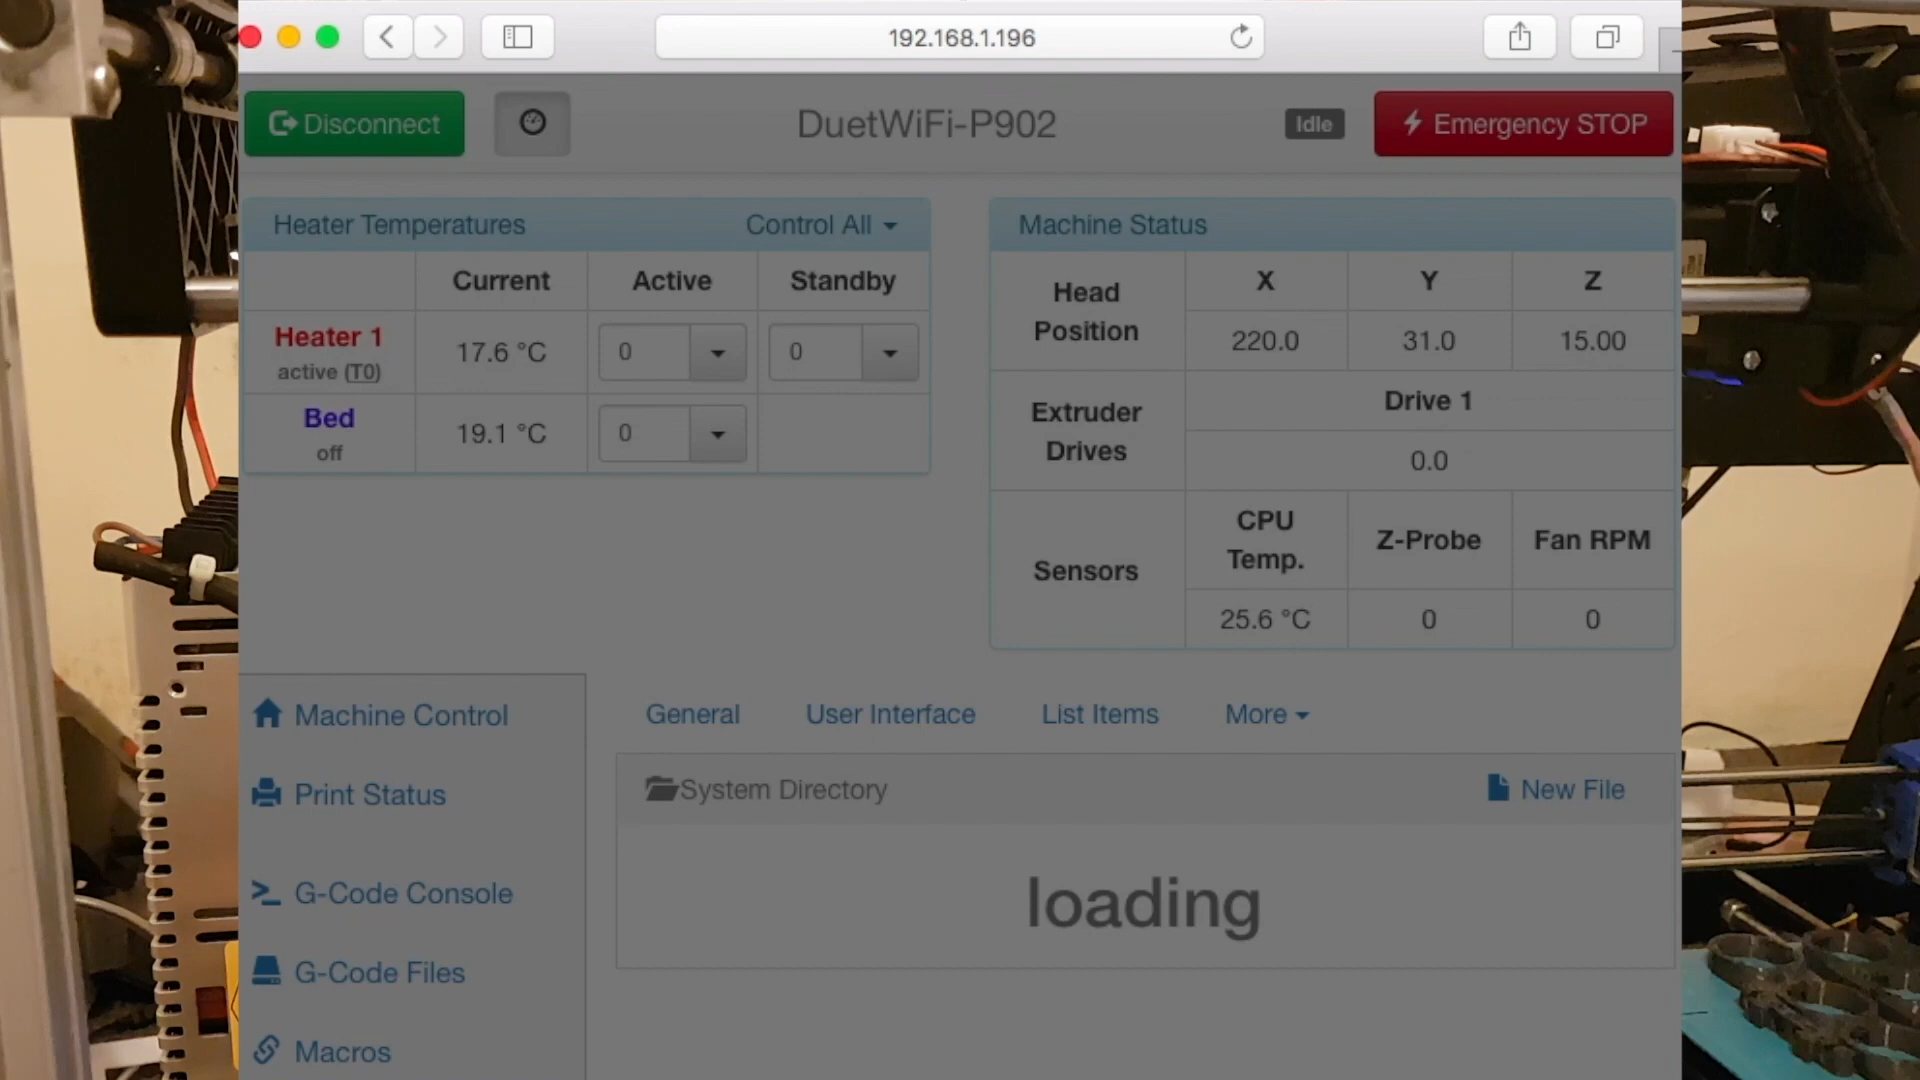 192.168.1.196
Disconnect
DuetWiFi-P902
Idle
Emergency STOP
Heater Temperatures
Control All
Current
Active
Standby
Heater 1
active (T0)
17.6 °C
0
0
Bed
off
19.1 °C
0
Machine Status
Head
Position
X
Y
Z
220.0
31.0
15.00
Extruder
Drives
Drive 1
0.0
Sensors
CPU
Temp.
Z-Probe
Fan RPM
25.6 °C
0
0
Machine Control
Print Status
G-Code Console
G-Code Files
Macros
General
User Interface
List Items
More
System Directory
New File
loading